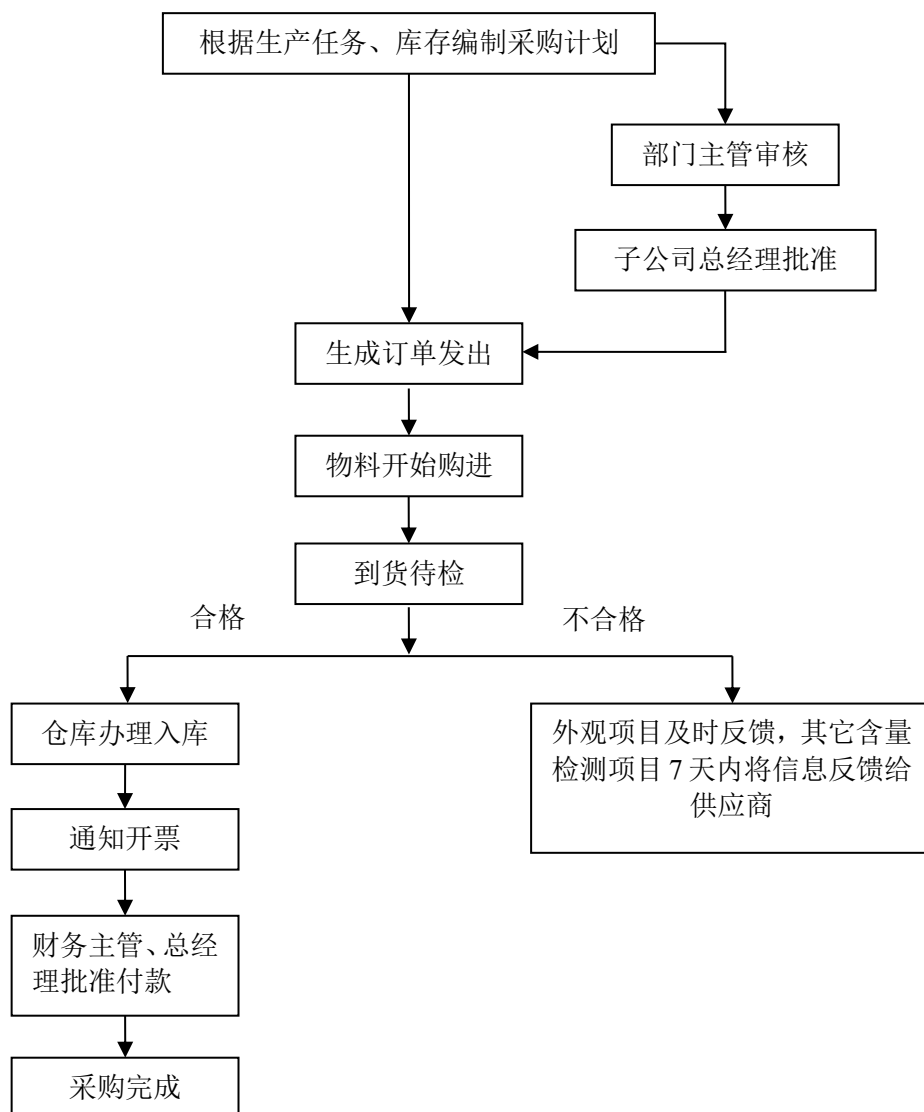 根据生产任务、库存编制采购计划
部门主管审核
子公司总经理批准
生成订单发出
物料开始购进
到货待检
合格
不合格
仓库办理入库
外观项目及时反馈，其它含量
检测项目 7 天内将信息反馈给
供应商
通知开票
财务主管、总经
理批准付款
采购完成